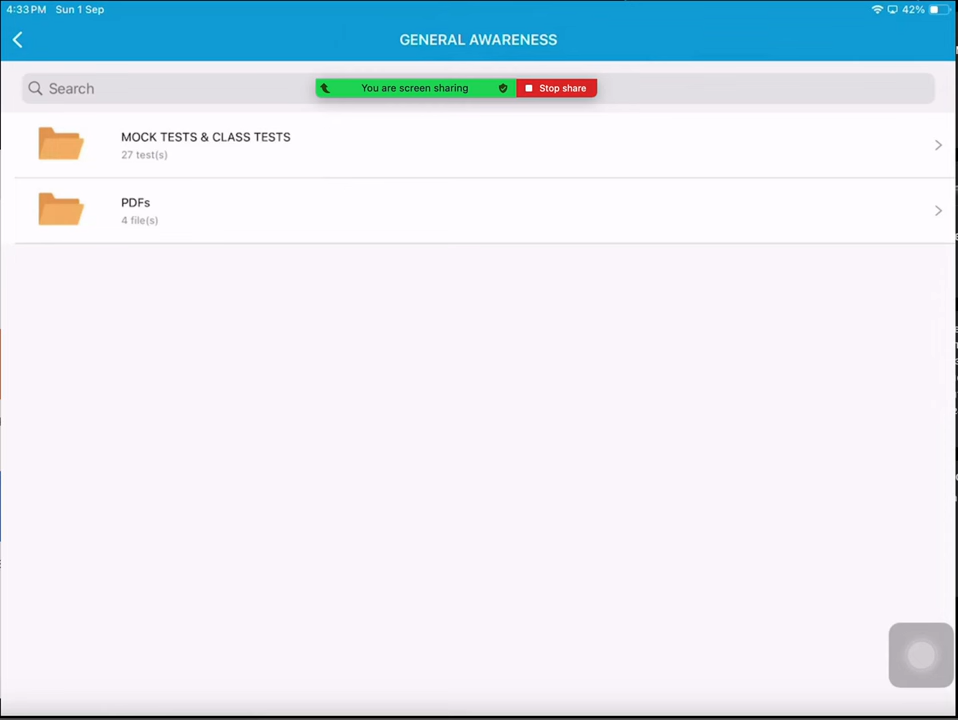 4:33 PM Sun 1 Sep 42%
GENERAL AWARENESS
Search
You are screen sharing Stop share
MOCK TESTS & CLASS TESTS
27 test(s)
PDFs
4 file(s)